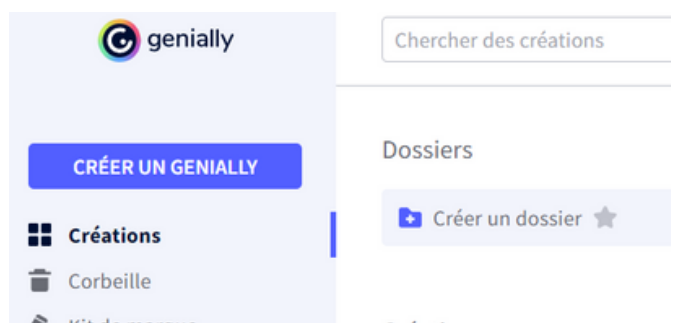 genially
Chercher des créations
CRÉER UN GENIALLY
Dossiers
Créer un dossier
Créations
Corbeille